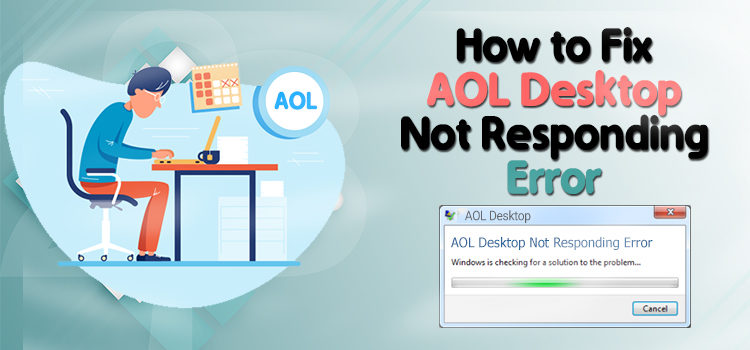 AOL
How to Fix
AOL Desktop
Not Responding
Error
AOL Desktop
AOL Desktop Not Responding Error
Windows is checking for a solution to the problem...
Cancel